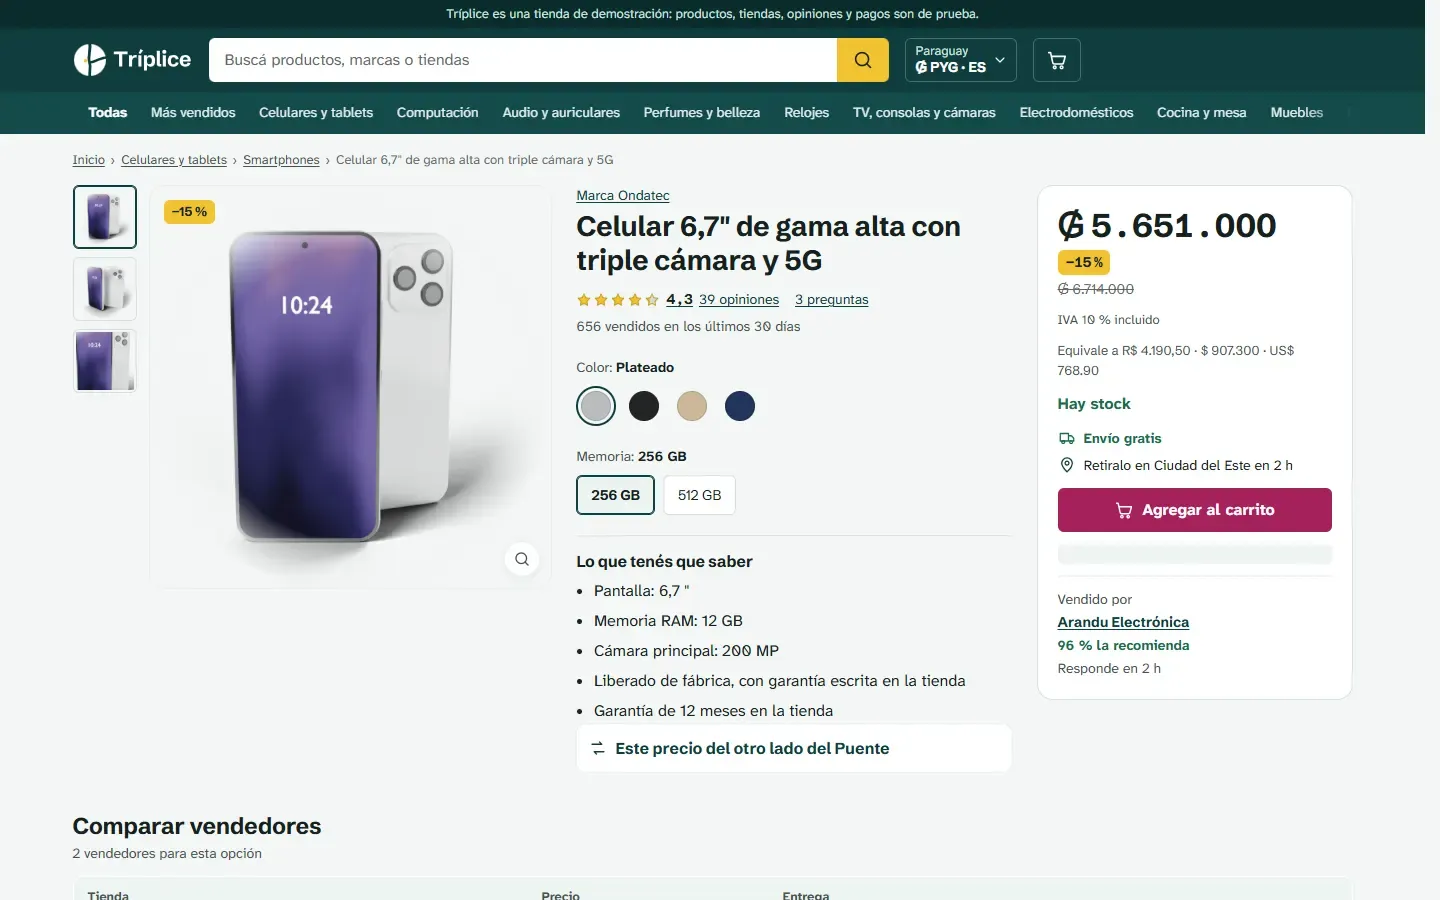 Tríplice es una tienda de demostración: productos, tiendas, opiniones y pagos son de prueba.
Tríplice
Buscá productos, marcas o tiendas
Paraguay
₲ PYG · ES
Todas
Más vendidos
Celulares y tablets
Computación
Audio y auriculares
Perfumes y belleza
Relojes
TV, consolas y cámaras
Electrodomésticos
Cocina y mesa
Muebles
Inicio › Celulares y tablets › Smartphones › Celular 6,7" de gama alta con triple cámara y 5G
−15 %
10:24
10:24
Marca Ondatec
Celular 6,7" de gama alta con
triple cámara y 5G
4,3 39 opiniones 3 preguntas
656 vendidos en los últimos 30 días
Color: Plateado
Memoria: 256 GB
256 GB
512 GB
Lo que tenés que saber
• Pantalla: 6,7 "
• Memoria RAM: 12 GB
• Cámara principal: 200 MP
• Liberado de fábrica, con garantía escrita en la tienda
• Garantía de 12 meses en la tienda
Este precio del otro lado del Puente
₲ 5.651.000
−15 %
₲ 6.714.000
IVA 10 % incluido
Equivale a R$ 4.190,50 · $ 907.300 · US$
768.90
Hay stock
Envío gratis
Retiralo en Ciudad del Este en 2 h
Agregar al carrito
Vendido por
Arandu Electrónica
96 % la recomienda
Responde en 2 h
Comparar vendedores
2 vendedores para esta opción
Tienda
Precio
Entrega